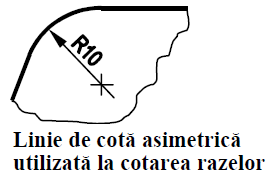 R10
Linie de cotă asimetrică
utilizată la cotarea razelor